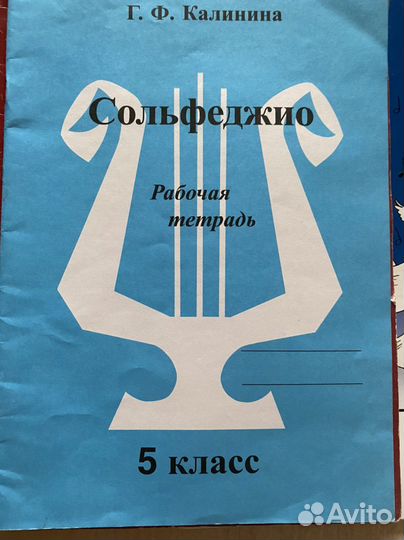 Г. Ф. Калинина
Сольфеджио
Рабочая
тетрадь
5 класс
Avito